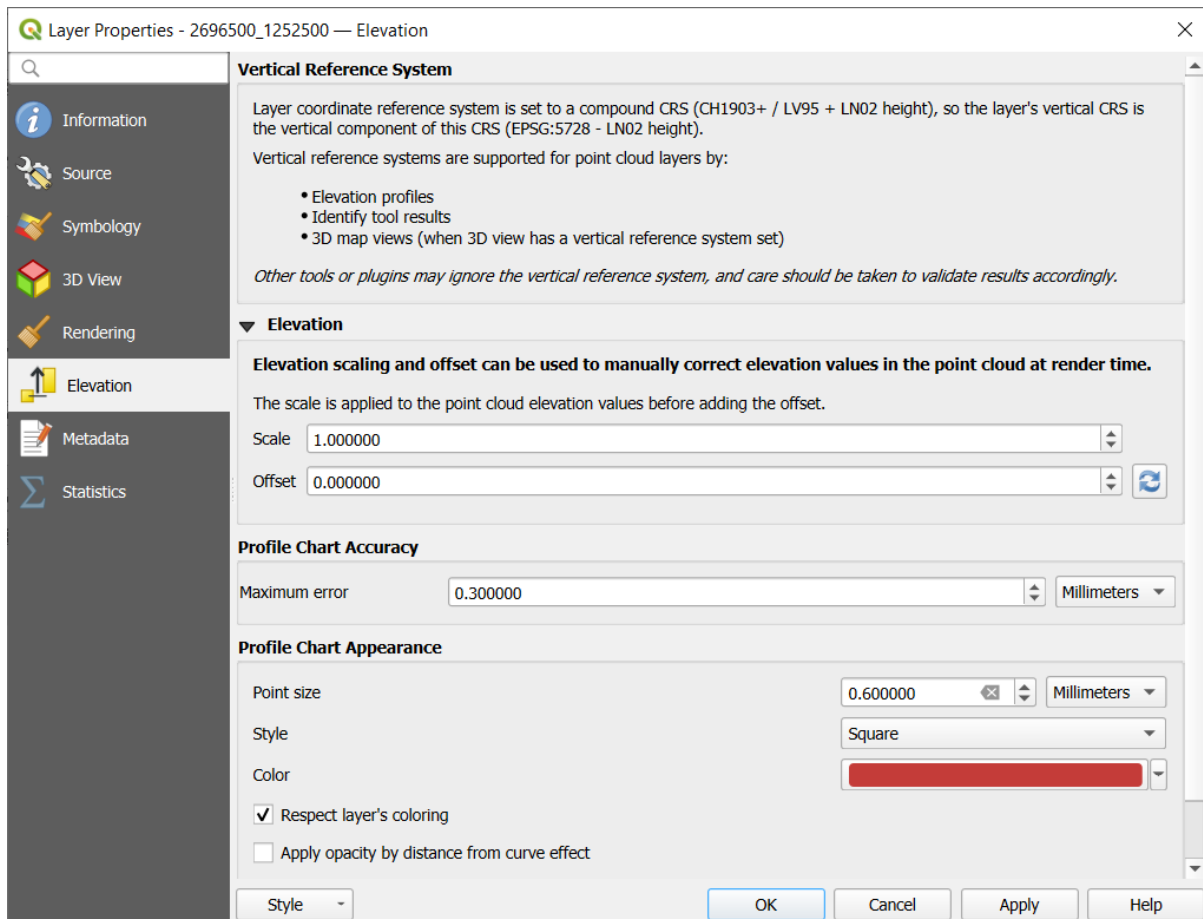 Layer Properties - 2696500_1252500 — Elevation
Information
Source
Symbology
3D View
Rendering
Elevation
Metadata
Statistics
Vertical Reference System
Layer coordinate reference system is set to a compound CRS (CH1903+ / LV95 + LN02 height), so the layer's vertical CRS is
the vertical component of this CRS (EPSG:5728 - LN02 height).
Vertical reference systems are supported for point cloud layers by:
• Elevation profiles
• Identify tool results
• 3D map views (when 3D view has a vertical reference system set)
Other tools or plugins may ignore the vertical reference system, and care should be taken to validate results accordingly.
Elevation
Elevation scaling and offset can be used to manually correct elevation values in the point cloud at render time.
The scale is applied to the point cloud elevation values before adding the offset.
Scale 1.000000
Offset 0.000000
Profile Chart Accuracy
Maximum error 0.300000 Millimeters
Profile Chart Appearance
Point size 0.600000 Millimeters
Style Square
Color
Respect layer's coloring
Apply opacity by distance from curve effect
Style OK Cancel Apply Help